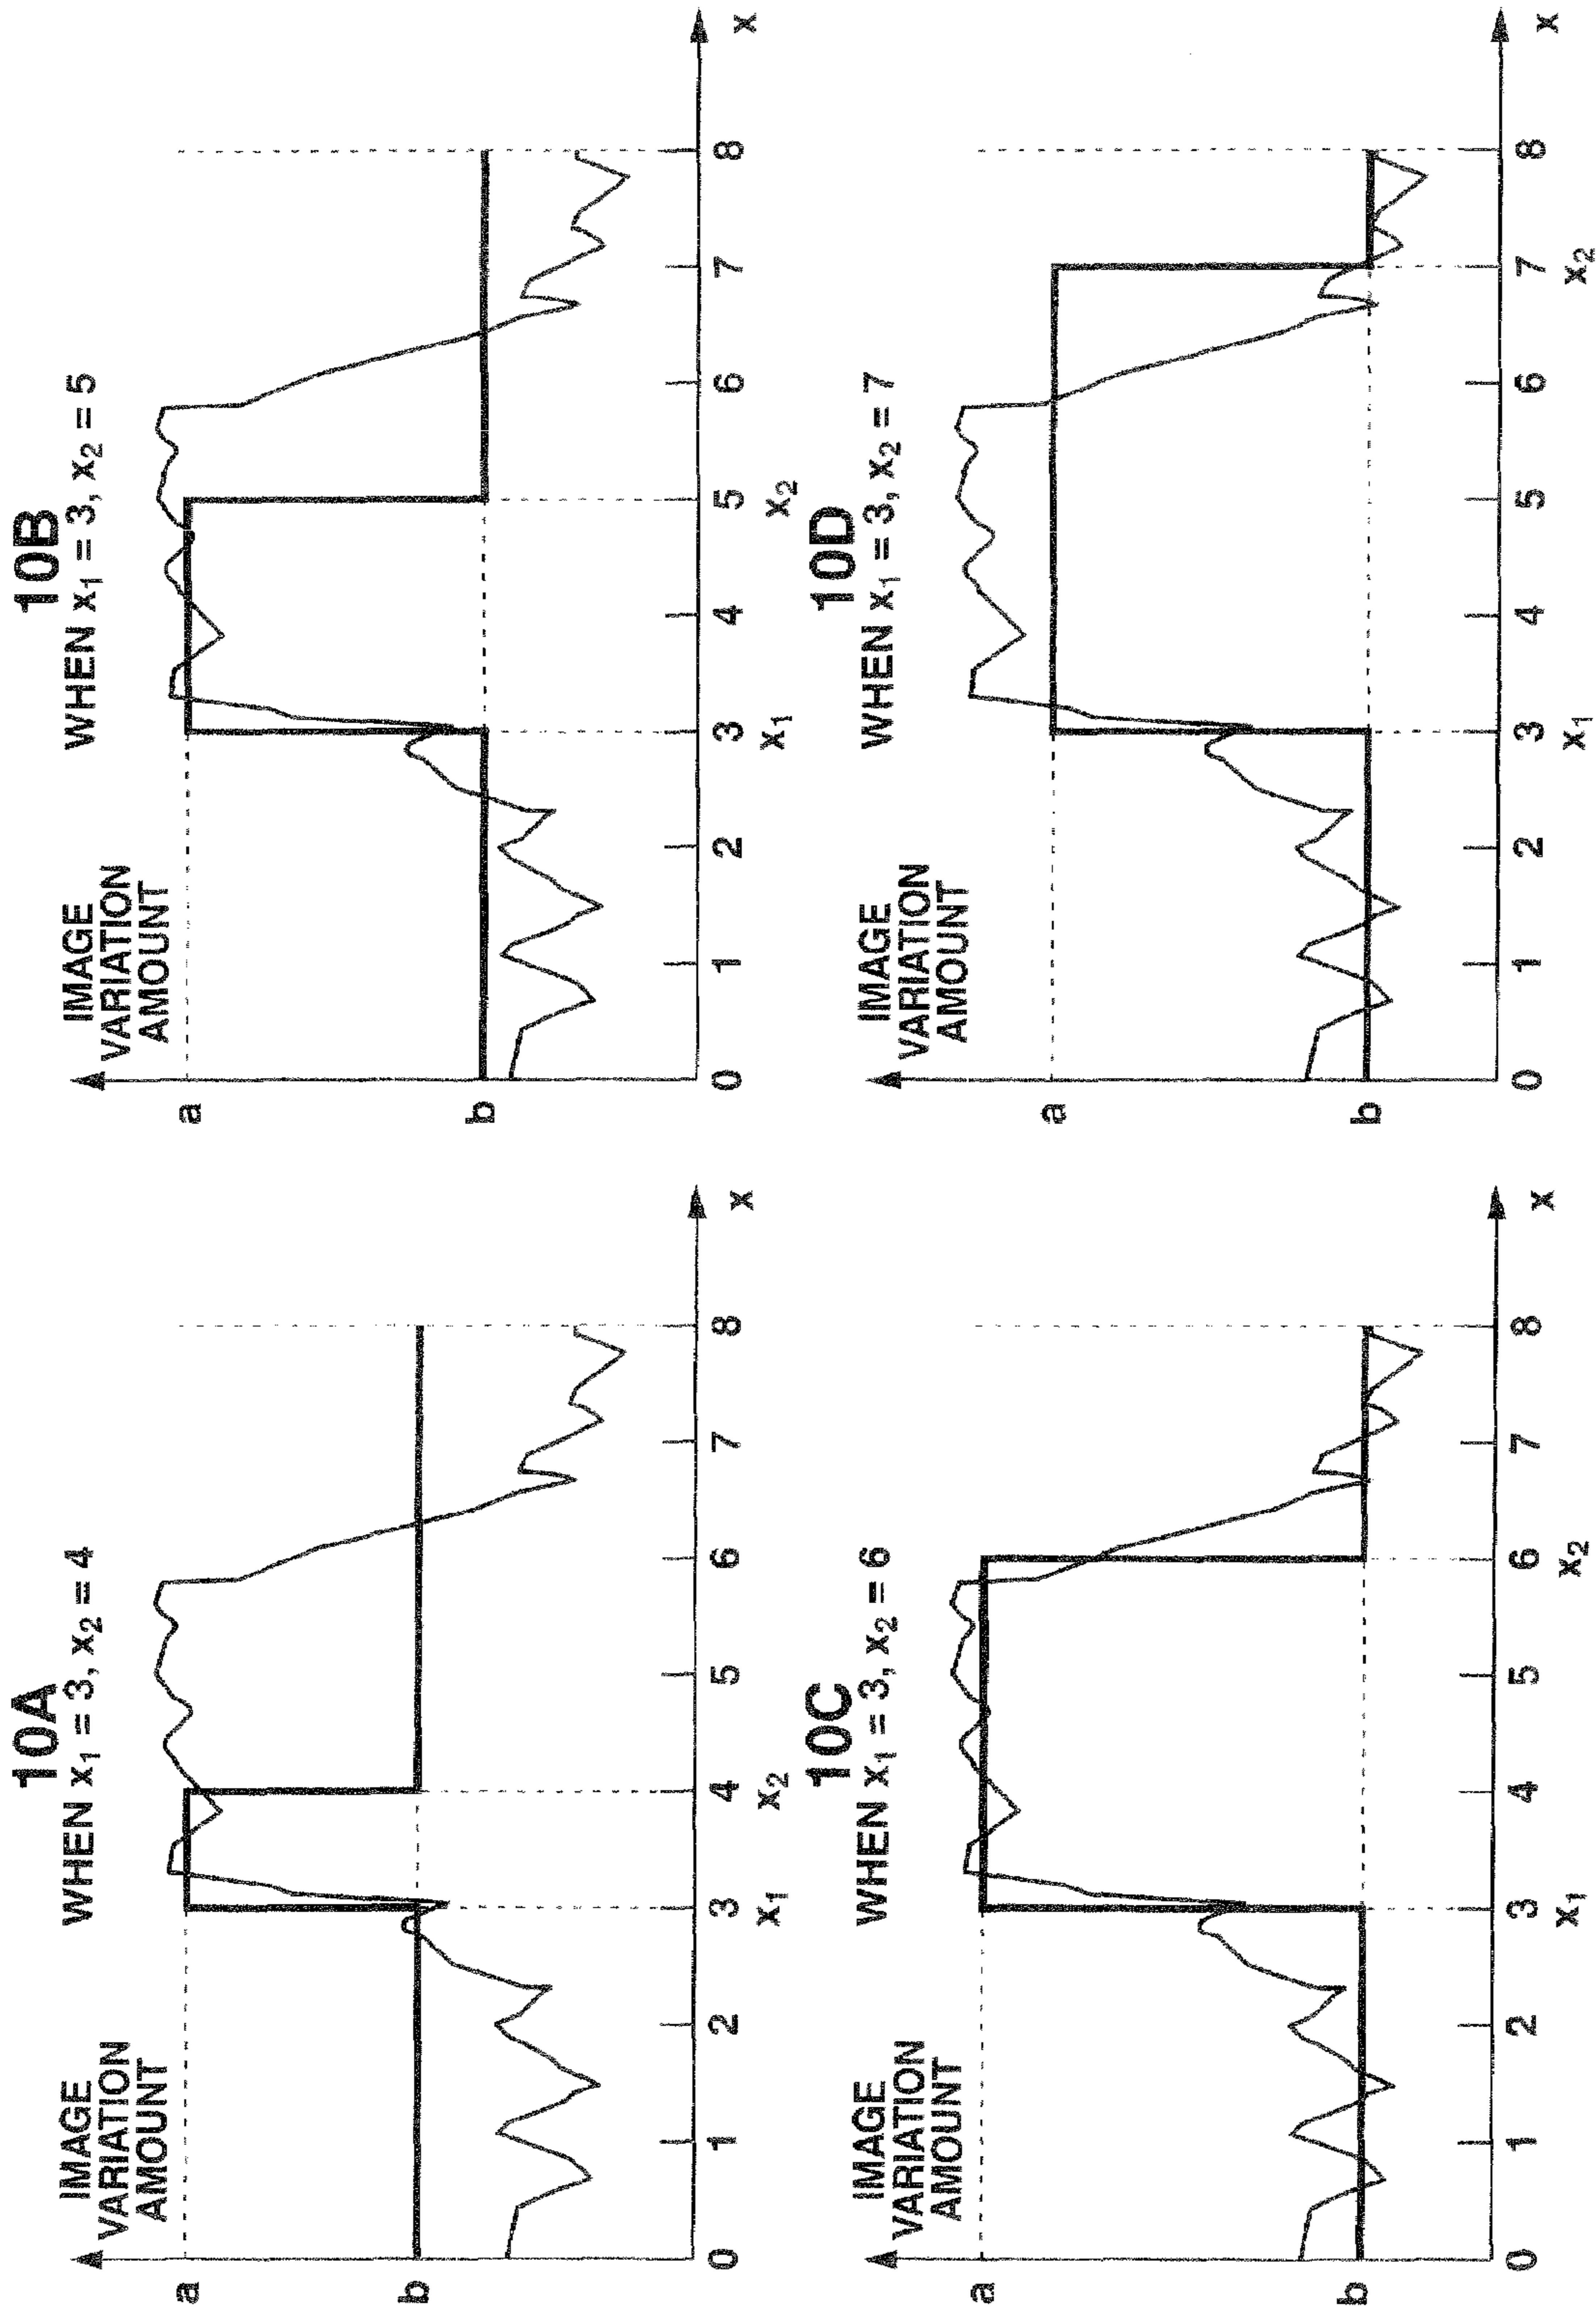 10A
WHEN x₁ = 3, x₂ = 4
IMAGE
VARIATION
AMOUNT
a
b
0 1 2 3 4 5 6 7 8 x
x₁ x₂
10B
WHEN x₁ = 3, x₂ = 5
IMAGE
VARIATION
AMOUNT
a
b
0 1 2 3 4 5 6 7 8 x
x₁ x₂
10C
WHEN x₁ = 3, x₂ = 6
IMAGE
VARIATION
AMOUNT
a
b
0 1 2 3 4 5 6 7 8 x
x₁ x₂
10D
WHEN x₁ = 3, x₂ = 7
IMAGE
VARIATION
AMOUNT
a
b
0 1 2 3 4 5 6 7 8 x
x₁ x₂